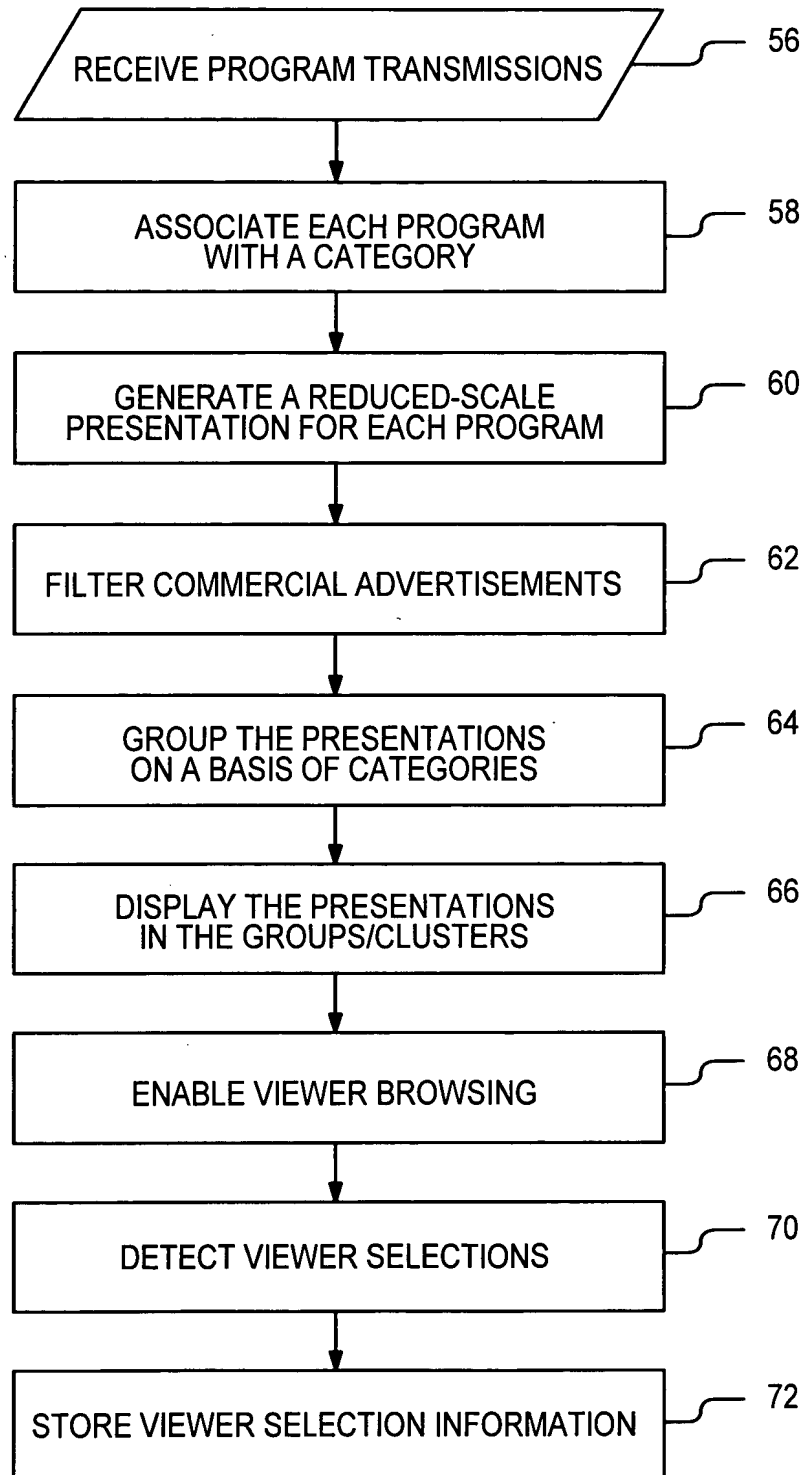 RECEIVE PROGRAM TRANSMISSIONS
56
ASSOCIATE EACH PROGRAM
WITH A CATEGORY
58
GENERATE A REDUCED-SCALE
PRESENTATION FOR EACH PROGRAM
60
FILTER COMMERCIAL ADVERTISEMENTS
62
GROUP THE PRESENTATIONS
ON A BASIS OF CATEGORIES
64
DISPLAY THE PRESENTATIONS
IN THE GROUPS/CLUSTERS
66
ENABLE VIEWER BROWSING
68
DETECT VIEWER SELECTIONS
70
STORE VIEWER SELECTION INFORMATION
72